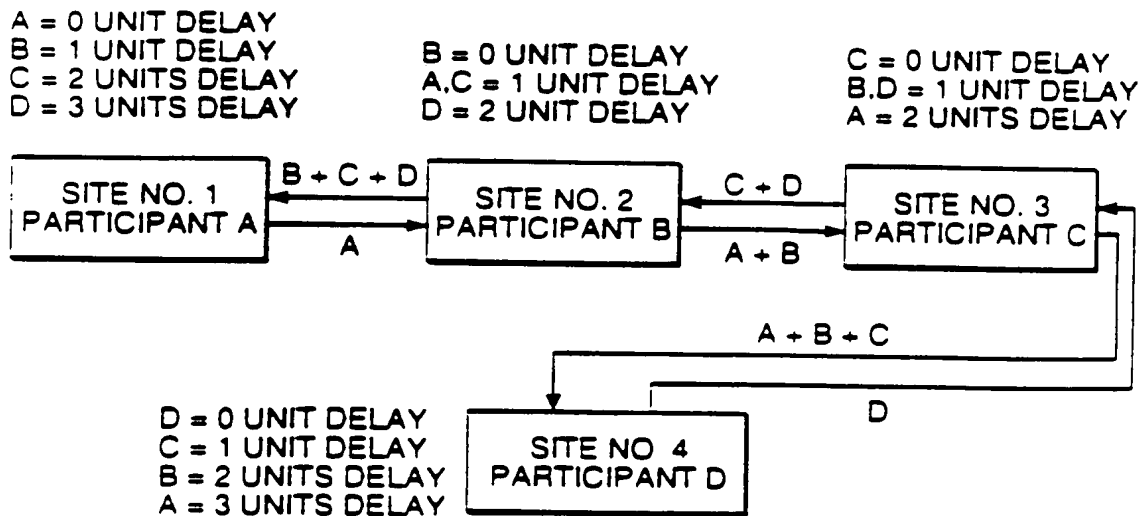 A = 0 UNIT DELAY
B = 1 UNIT DELAY
C = 2 UNITS DELAY
D = 3 UNITS DELAY
B = 0 UNIT DELAY
A,C = 1 UNIT DELAY
D = 2 UNIT DELAY
C = 0 UNIT DELAY
B,D = 1 UNIT DELAY
A = 2 UNITS DELAY
SITE NO. 1
PARTICIPANT A
B + C + D
A
SITE NO. 2
PARTICIPANT B
C + D
A + B
SITE NO. 3
PARTICIPANT C
A + B + C
D
D = 0 UNIT DELAY
C = 1 UNIT DELAY
B = 2 UNITS DELAY
A = 3 UNITS DELAY
SITE NO 4
PARTICIPANT D